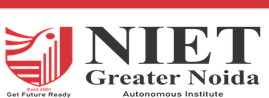 NIET
Greater Noida
Estd.2001
Get Future Ready
Autonomous Institute